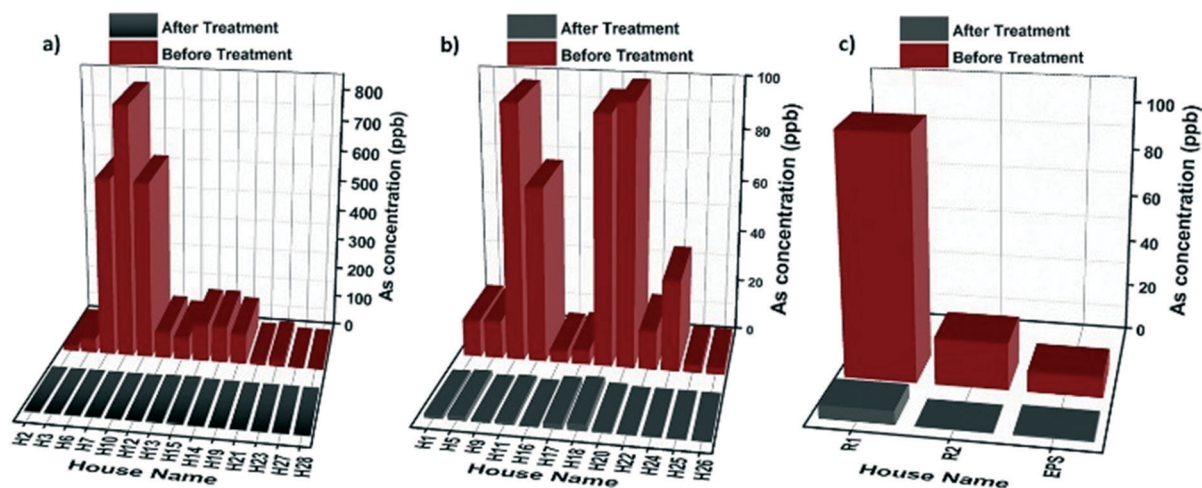 a)
After Treatment
Before Treatment
800
700
600
500
400
300
200
100
0
As concentration (ppb)
H2
H3
H6
H7
H10
H12
H13
H15
H14
H19
H21
H23
H27
H28
House Name
b)
After Treatment
Before Treatment
100
80
60
40
20
0
As concentration (ppb)
H1
H5
H9
H11
H16
H17
H18
H20
H22
H24
H25
H26
House Name
c)
After Treatment
Before Treatment
100
80
60
40
20
0
As concentration (ppb)
R1
R2
EPS
House Name